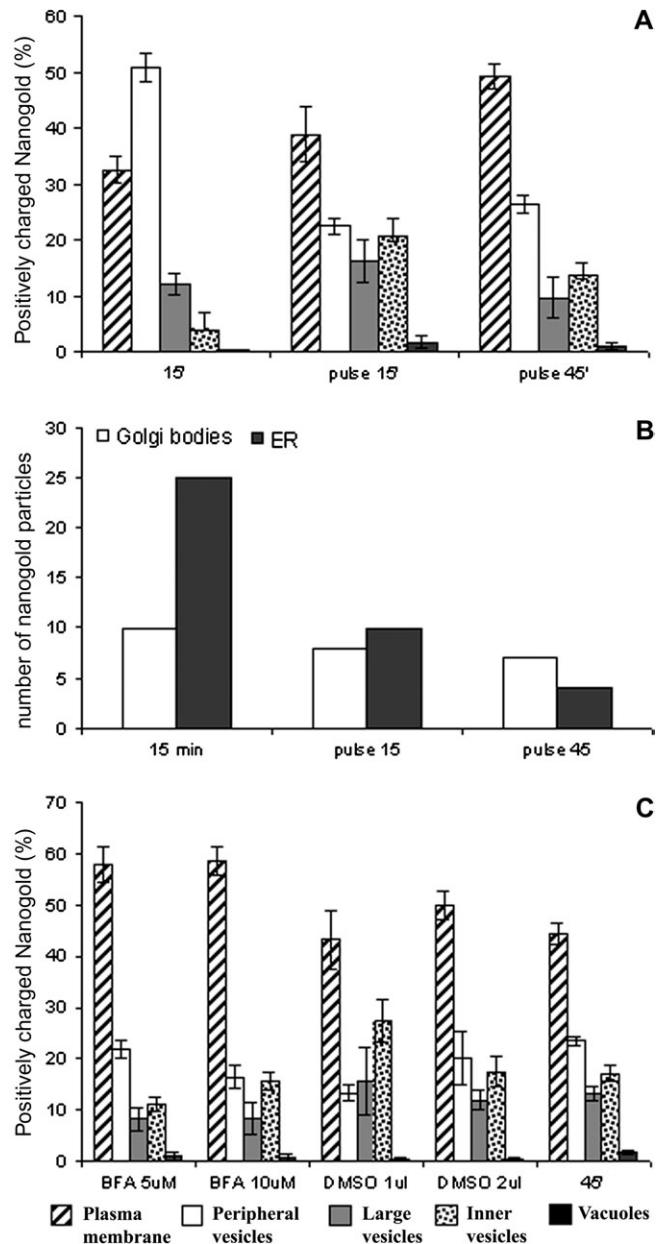 A
Positively charged Nanogold (%)
60
50
40
30
20
10
0
15'
pulse 15'
pulse 45'
B
Golgi bodies
ER
number of nanogold particles
30
25
20
15
10
5
0
15 min
pulse 15
pulse 45
C
Positively charged Nanogold (%)
70
60
50
40
30
20
10
0
BFA 5uM
BFA 10uM
DMSO 1ul
DMSO 2ul
45'
Plasma membrane
Peripheral vesicles
Large vesicles
Inner vesicles
Vacuoles